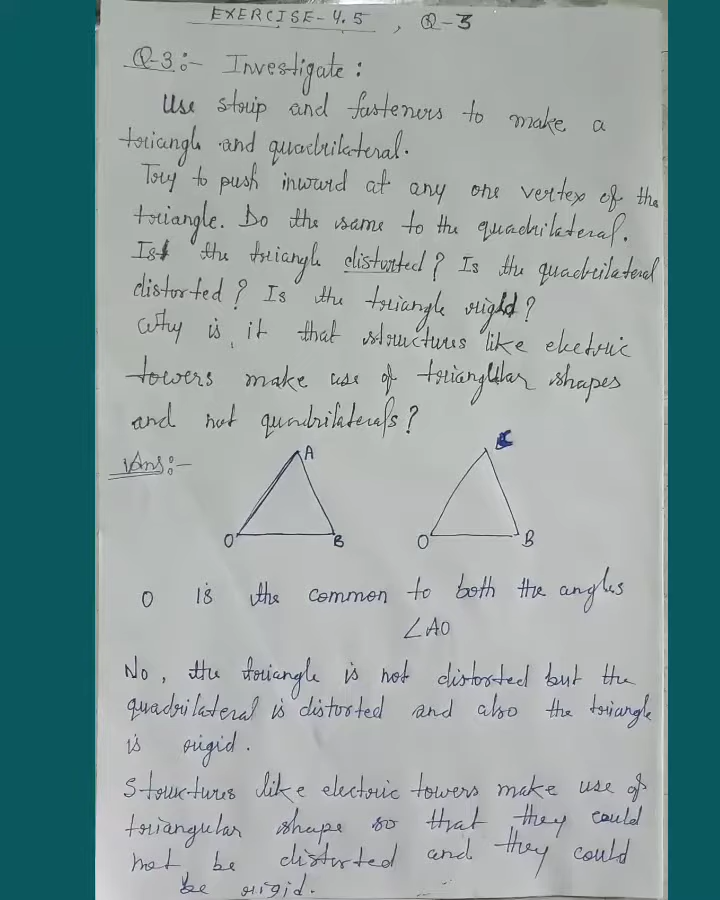 EXERCISE-4.5, Q-3
Q-3:- Investigate:
Use strip and fasteners to make a
triangle and quadrilateral.
Try to push inward at any one vertex of the
triangle. Do the same to the quadrilateral.
Is the triangle distorted? Is the quadrilateral
distorted? Is the triangle rigid?
Why is, it that structures like electric
towers make use of triangular shapes
and not quadrilaterals?
Ans:-
A
O B
O B
O is the common to both the angles
∠AO
No, the triangle is not distorted but the
quadrilateral is distorted and also the triangle
is rigid.
Structures like electric towers make use of
triangular shape so that they could
not be distorted and they could
be rigid.